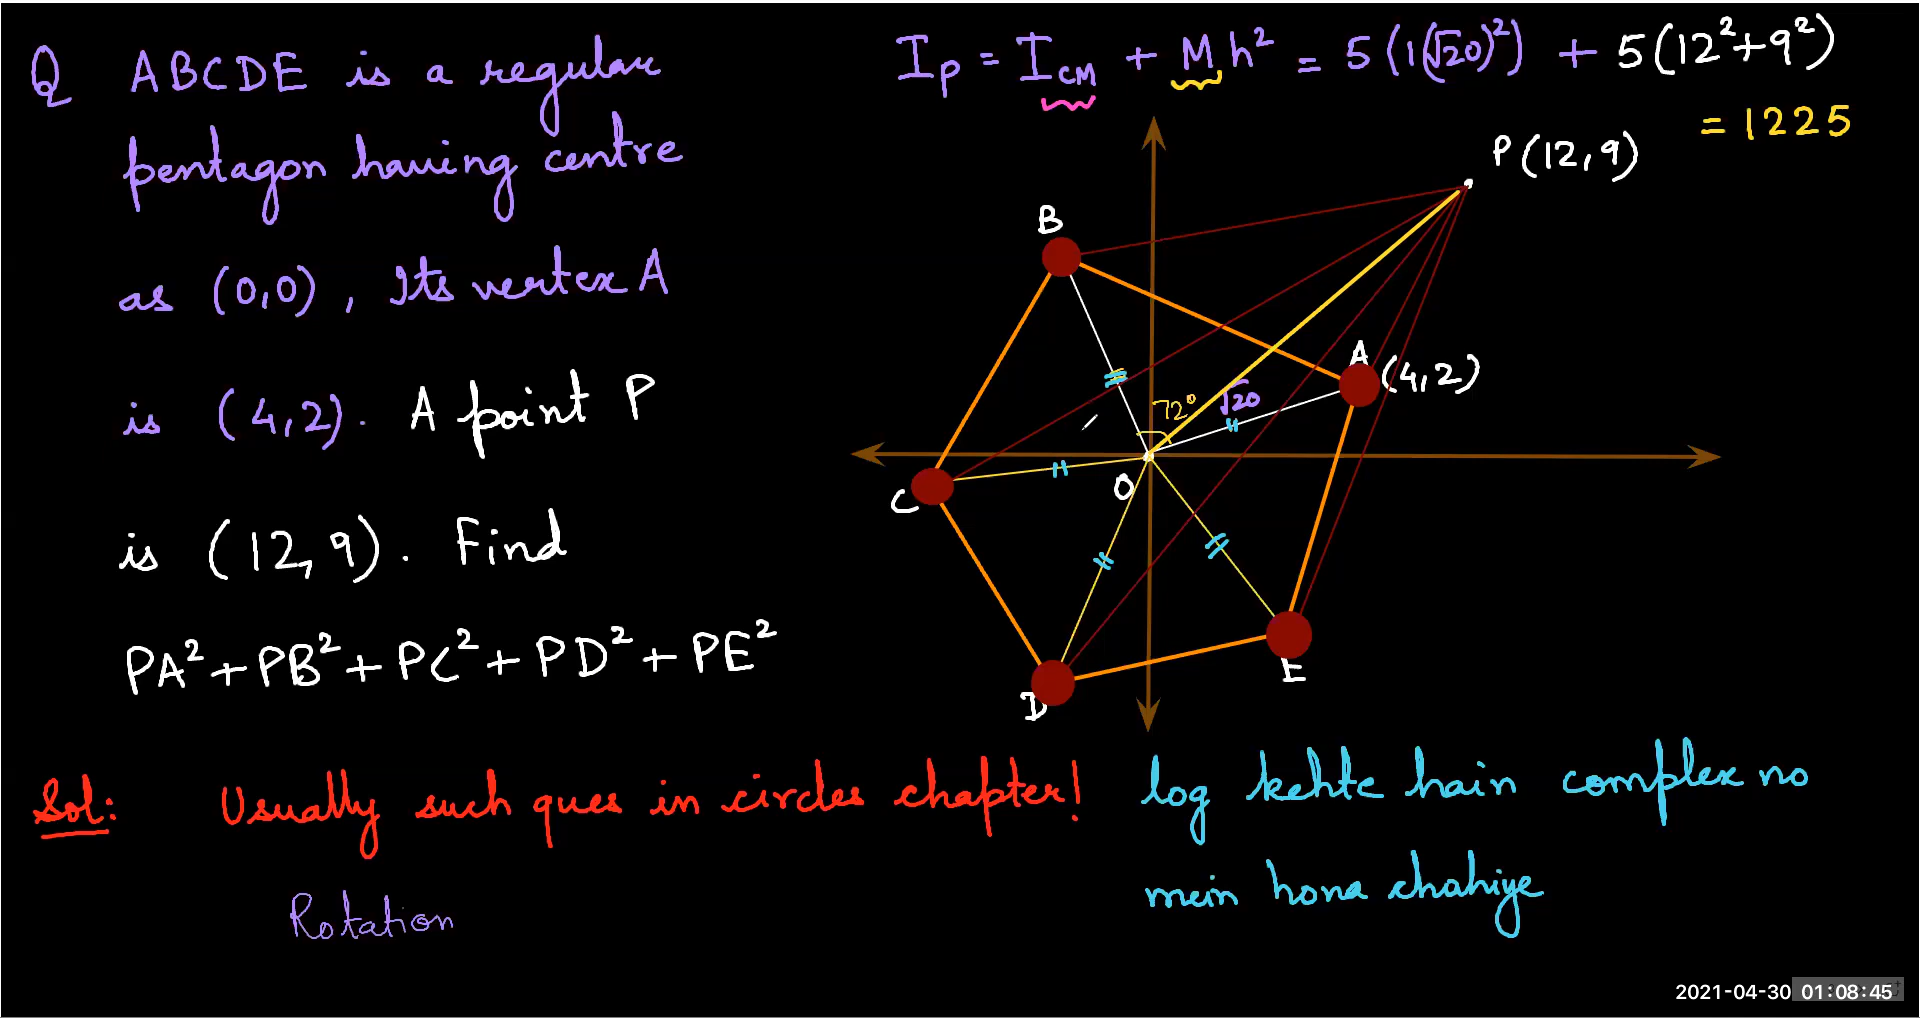 Q ABCDE is a regular
pentagon having centre
as (0,0), Its vertex A
is (4,2). A point P
is (12,9). Find
PA² + PB² + PC² + PD² + PE²
I_P = I_CM + Mh² = 5(1(√20)²) + 5(12²+9²)
= 1225
P(12,9)
B
A (4,2)
72°
√20
C
O
D
E
Sol: Usually such ques in circles chapter! log kehte hain complex no
mein hona chahiye
Rotation
2021-04-30 01:08:45